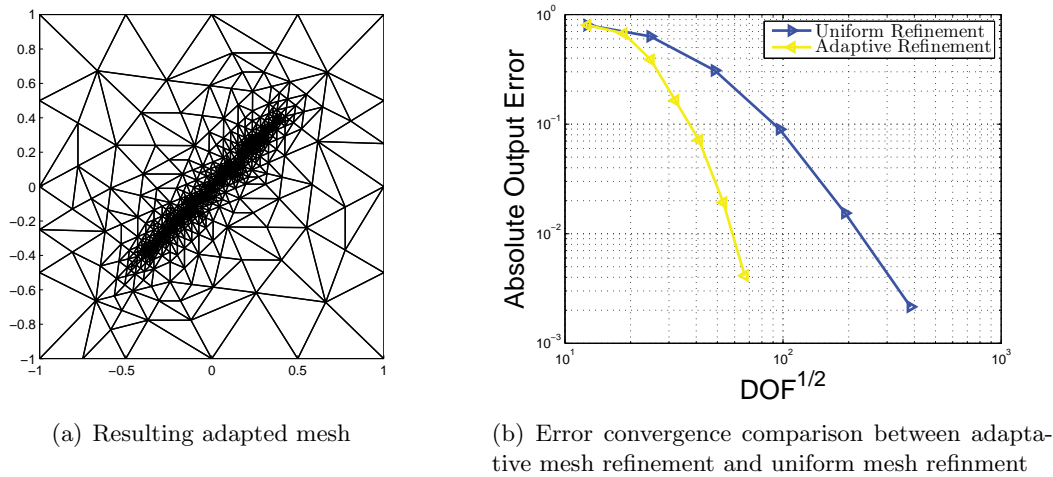 1
0.8
0.6
0.4
0.2
0
-0.2
-0.4
-0.6
-0.8
-1
-1 -0.5 0 0.5 1
(a) Resulting adapted mesh
10^0
10^-1
10^-2
10^-3
Absolute Output Error
Uniform Refinement
Adaptive Refinement
10^1 10^2 10^3
DOF^1/2
(b) Error convergence comparison between adapta-
tive mesh refinement and uniform mesh refinment